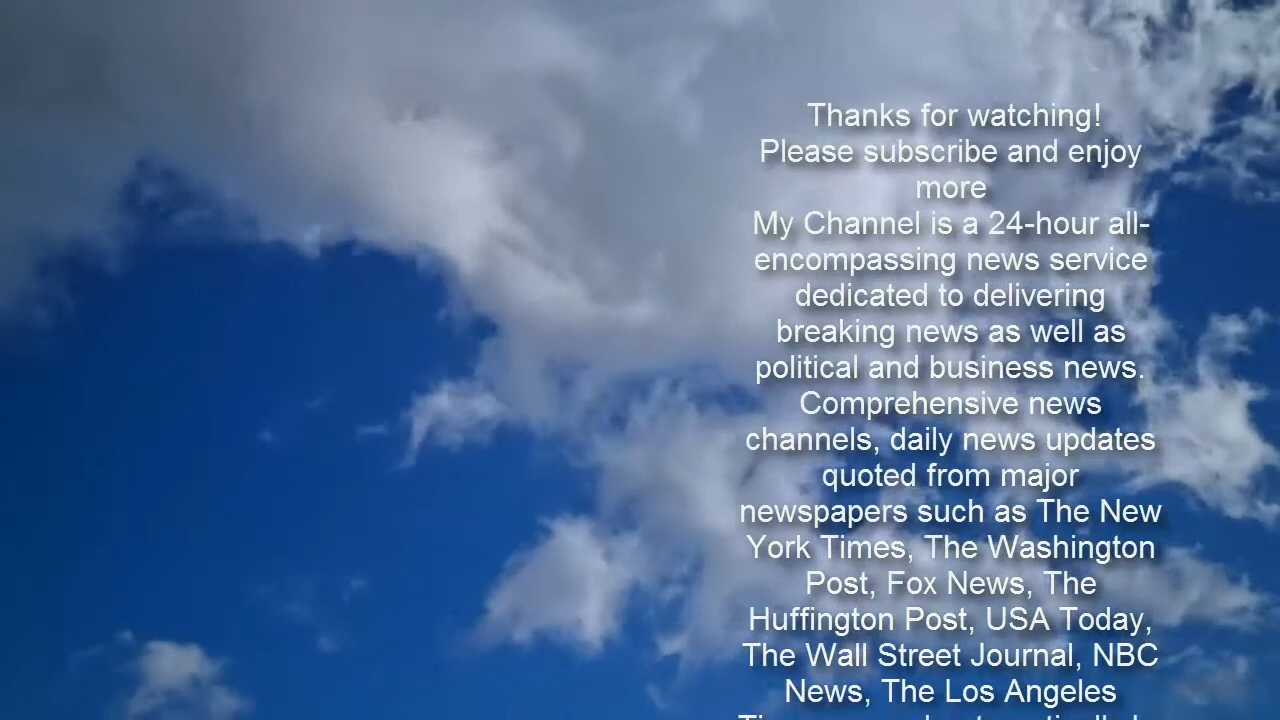 Thanks for watching!
Please subscribe and enjoy
more
My Channel is a 24-hour all-
encompassing news service
dedicated to delivering
breaking news as well as
political and business news.
Comprehensive news
channels, daily news updates
quoted from major
newspapers such as The New
York Times, The Washington
Post, Fox News, The
Huffington Post, USA Today,
The Wall Street Journal, NBC
News, The Los Angeles